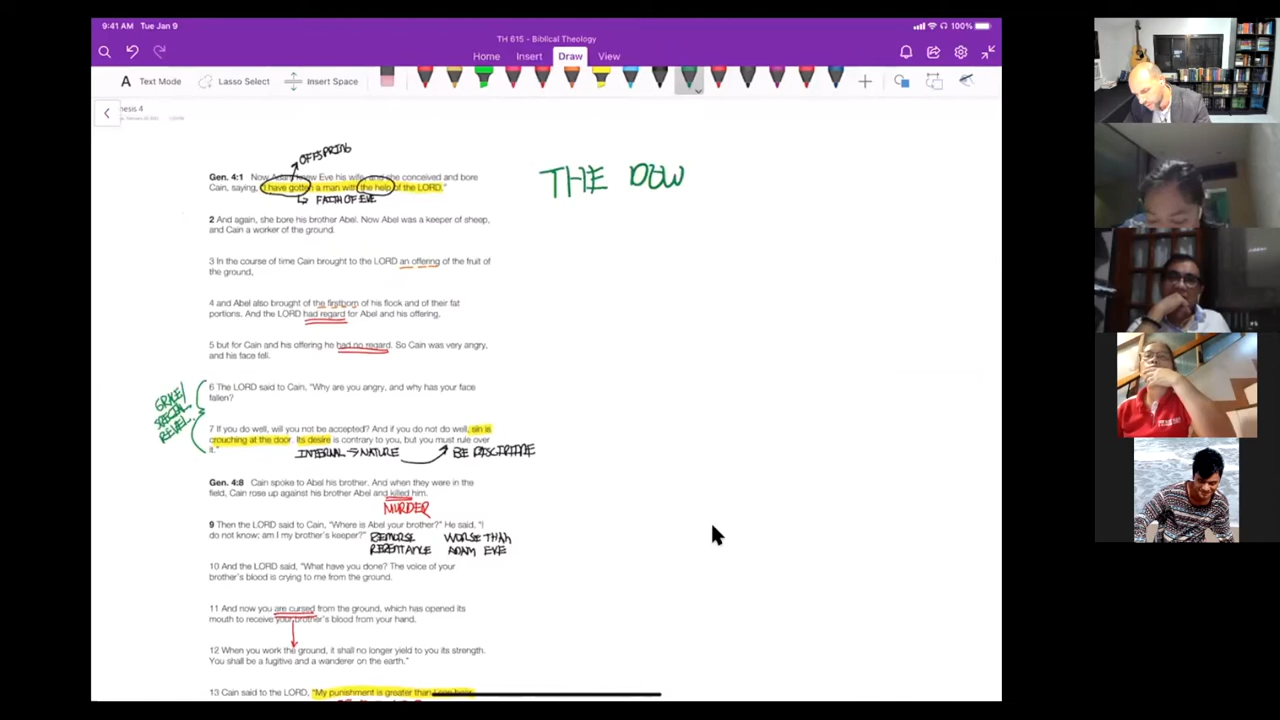 9:41 AM Tue Jan 9
100%
TH 615 - Biblical Theology
Home Insert Draw View
Text Mode Lasso Select Insert Space
nesis 4
OFFSPRING
THE DOW
Gen. 4:1 Now Adam knew Eve his wife, and she conceived and bore
Cain, saying, "I have gotten a man with the help of the LORD."
FAITH OF EVE
2 And again, she bore his brother Abel. Now Abel was a keeper of sheep,
and Cain a worker of the ground.
3 In the course of time Cain brought to the LORD an offering of the fruit of
the ground,
4 and Abel also brought of the firstborn of his flock and of their fat
portions. And the LORD had regard for Abel and his offering,
5 but for Cain and his offering he had no regard. So Cain was very angry,
and his face fell.
GRACE/
SPECIAL
REVEL.
6 The LORD said to Cain, "Why are you angry, and why has your face
fallen?
7 If you do well, will you not be accepted? And if you do not do well, sin is
crouching at the door. Its desire is contrary to you, but you must rule over
it."
INTERNAL → NATURE BE DISCIPLINE
Gen. 4:8 Cain spoke to Abel his brother. And when they were in the
field, Cain rose up against his brother Abel and killed him.
MURDER
9 Then the LORD said to Cain, "Where is Abel your brother?" He said, "I
do not know; am I my brother's keeper?"
REMORSE WORSE THAN
REPENTANCE ADAM EVE
10 And the LORD said, "What have you done? The voice of your
brother's blood is crying to me from the ground.
11 And now you are cursed from the ground, which has opened its
mouth to receive your brother's blood from your hand.
12 When you work the ground, it shall no longer yield to you its strength.
You shall be a fugitive and a wanderer on the earth."
13 Cain said to the LORD, "My punishment is greater than I can bear.